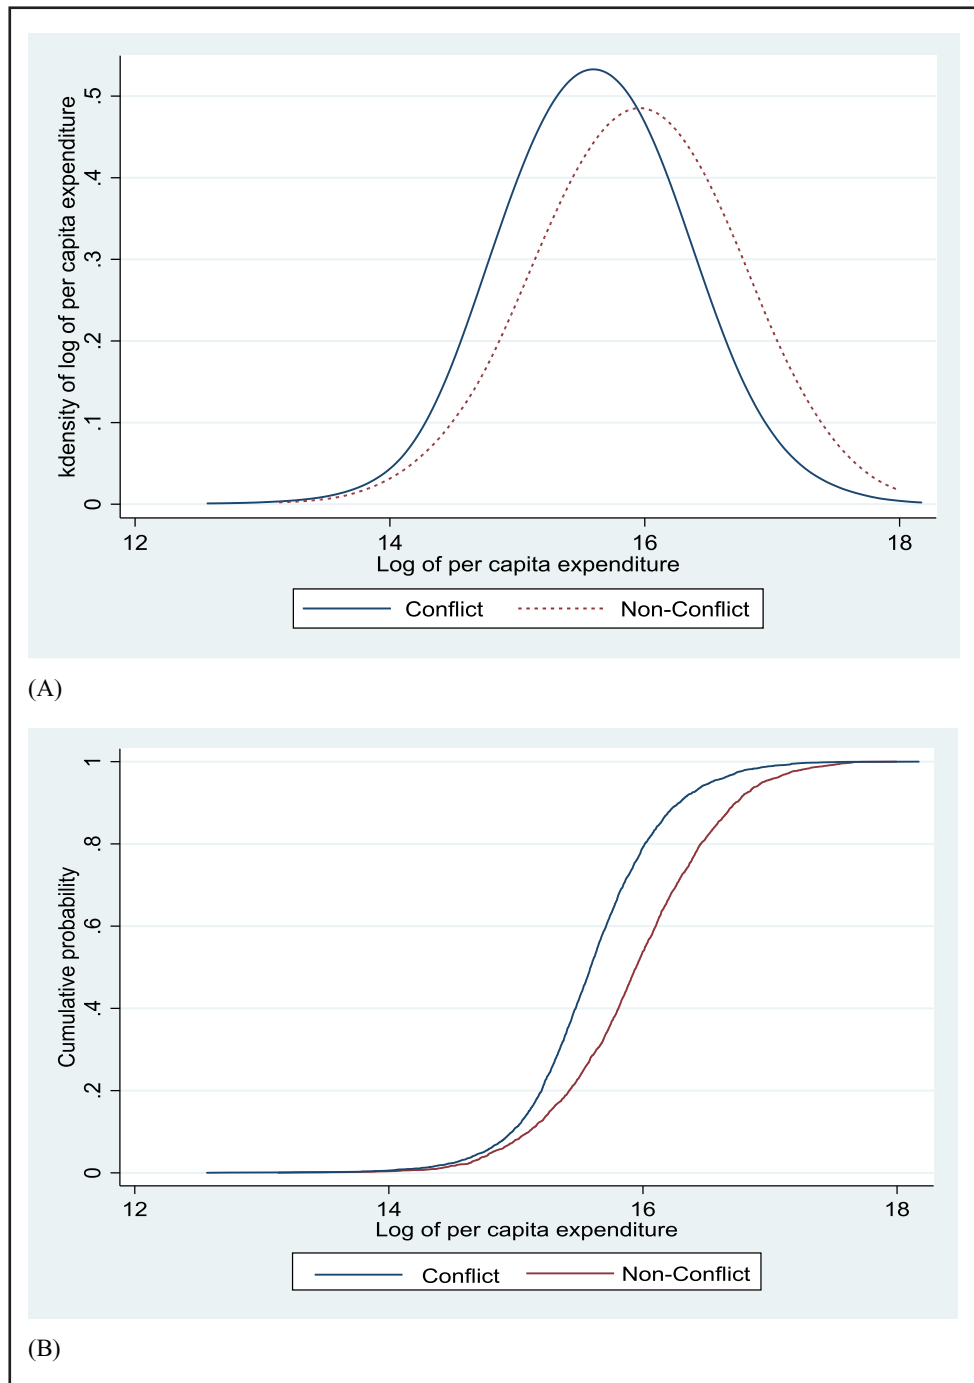 kdensity of log of per capita expenditure
.5
.4
.3
.2
.1
0
12 14 16 18
Log of per capita expenditure
Conflict Non-Conflict
(A)
Cumulative probability
1
.8
.6
.4
.2
0
12 14 16 18
Log of per capita expenditure
Conflict Non-Conflict
(B)